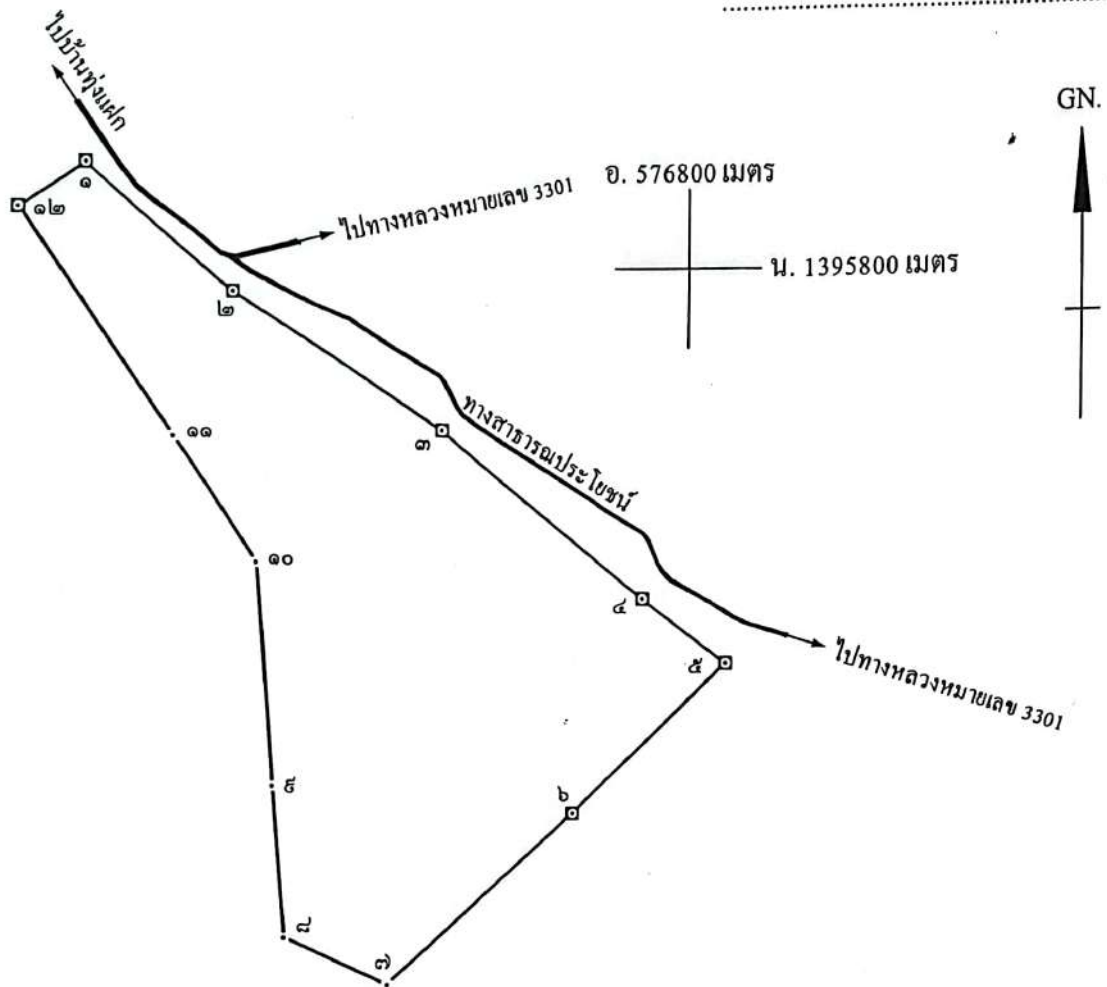 ไปบ้านทุ่งแฝก
GN.
๑
อ. 576800 เมตร
๑๒
ไปทางหลวงหมายเลข 3301
น. 1395800 เมตร
๒
ทางสาธารณประโยชน์
๓
๑๑
๑๐
๔
๕
ไปทางหลวงหมายเลข 3301
๙
๖
๘
๗